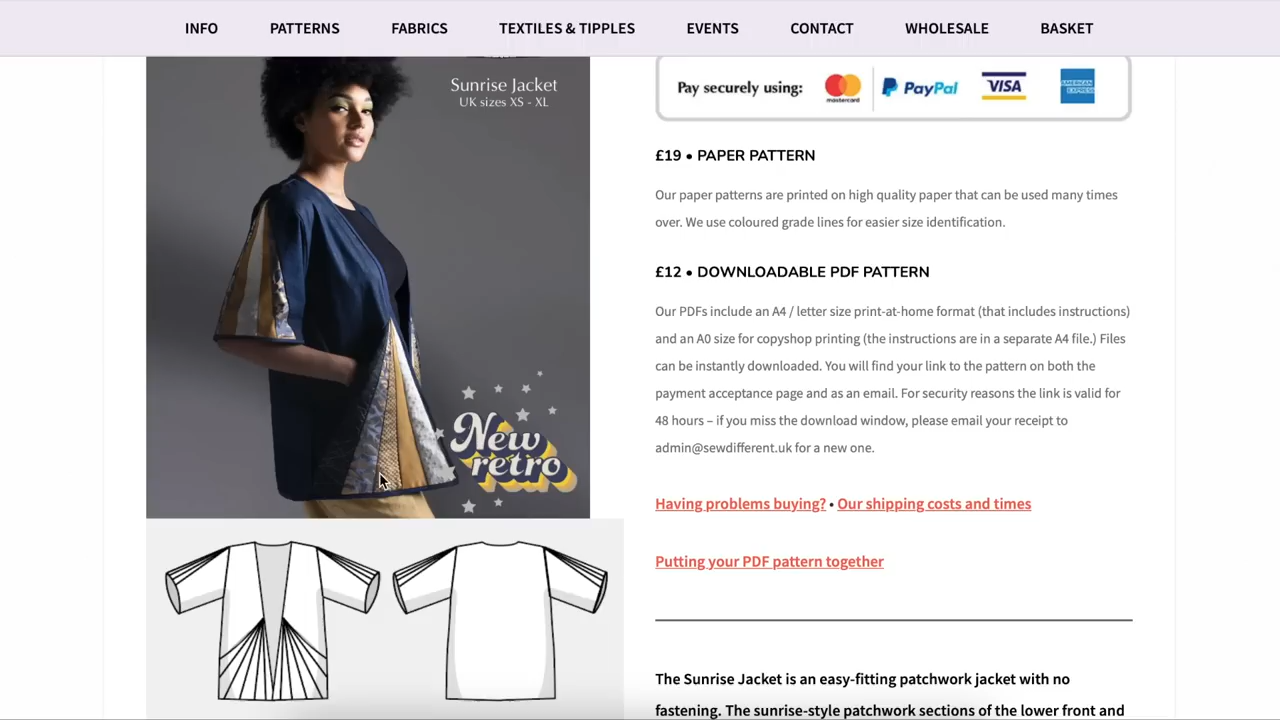 INFO PATTERNS FABRICS TEXTILES & TIPPLES EVENTS CONTACT WHOLESALE BASKET
Sunrise Jacket
UK sizes XS - XL
New
retro
Pay securely using: mastercard PayPal VISA AMERICAN EXPRESS
£19 • PAPER PATTERN
Our paper patterns are printed on high quality paper that can be used many times
over. We use coloured grade lines for easier size identification.
£12 • DOWNLOADABLE PDF PATTERN
Our PDFs include an A4 / letter size print-at-home format (that includes instructions)
and an A0 size for copyshop printing (the instructions are in a separate A4 file.) Files
can be instantly downloaded. You will find your link to the pattern on both the
payment acceptance page and as an email. For security reasons the link is valid for
48 hours – if you miss the download window, please email your receipt to
admin@sewdifferent.uk for a new one.
Having problems buying? • Our shipping costs and times
Putting your PDF pattern together
The Sunrise Jacket is an easy-fitting patchwork jacket with no
fastening. The sunrise-style patchwork sections of the lower front and